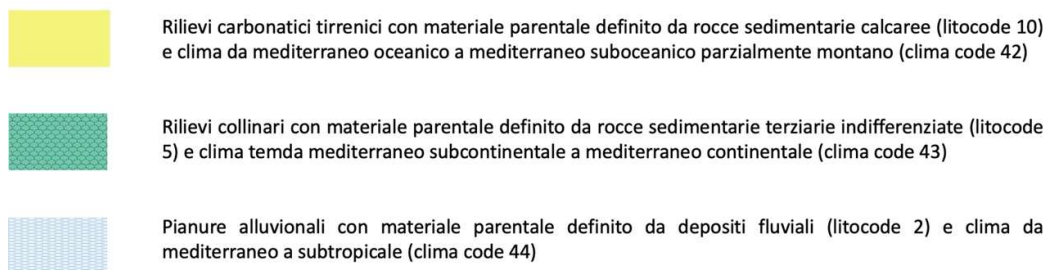 Rilievi carbonatici tirrenici con materiale parentale definito da rocce sedimentarie calcaree (litocode 10)
e clima da mediterraneo oceanico a mediterraneo suboceanico parzialmente montano (clima code 42)
Rilievi collinari con materiale parentale definito da rocce sedimentarie terziarie indifferenziate (litocode
5) e clima temda mediterraneo subcontinentale a mediterraneo continentale (clima code 43)
Pianure alluvionali con materiale parentale definito da depositi fluviali (litocode 2) e clima da
mediterraneo a subtropicale (clima code 44)